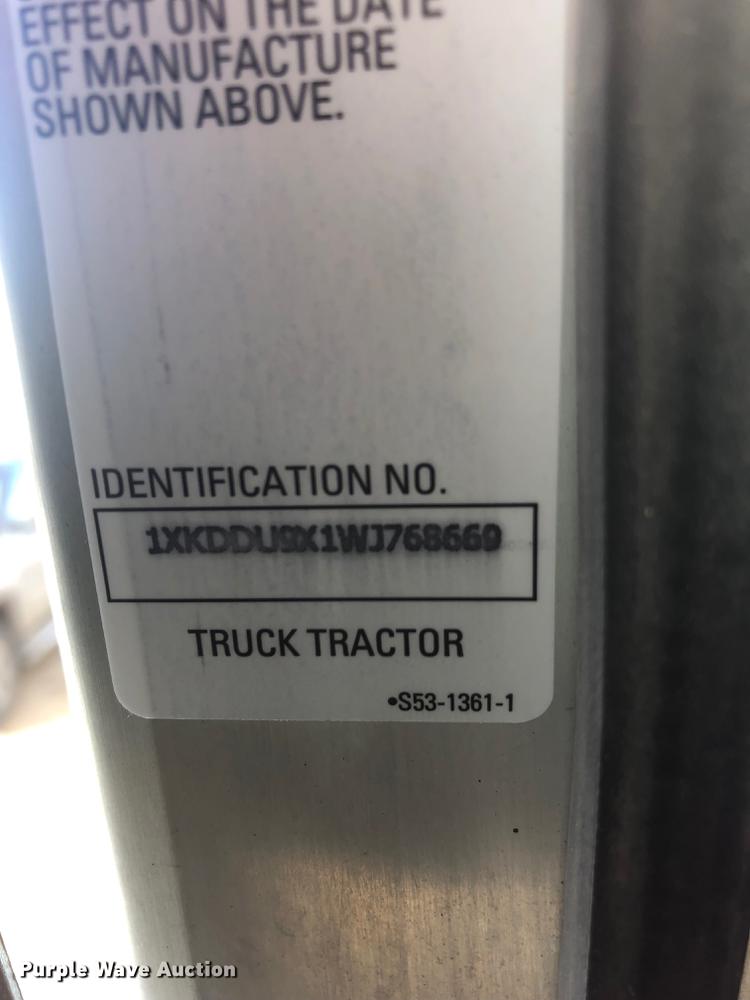 EFFECT ON THE DATE
OF MANUFACTURE
SHOWN ABOVE.
IDENTIFICATION NO.
1XKDDU9X1WJ768669
TRUCK TRACTOR
•S53-1361-1
Purple Wave Auction